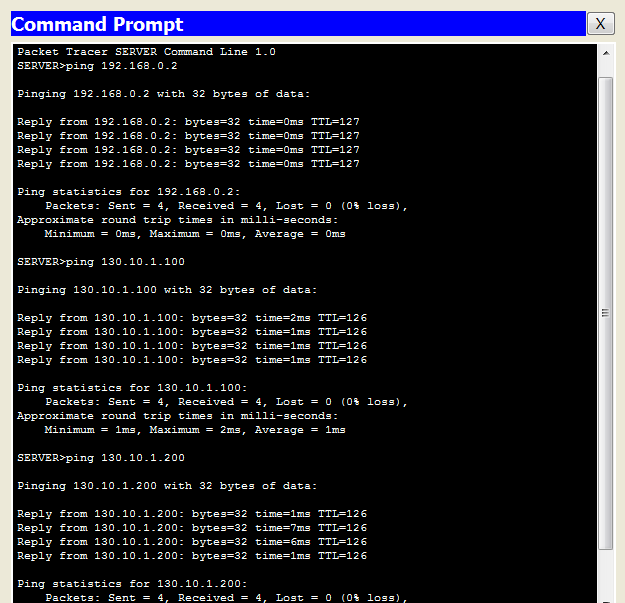 Command Prompt
X
Packet Tracer SERVER Command Line 1.0
SERVER>ping 192.168.0.2
Pinging 192.168.0.2 with 32 bytes of data:
Reply from 192.168.0.2: bytes=32 time=0ms TTL=127
Reply from 192.168.0.2: bytes=32 time=0ms TTL=127
Reply from 192.168.0.2: bytes=32 time=0ms TTL=127
Reply from 192.168.0.2: bytes=32 time=0ms TTL=127
Ping statistics for 192.168.0.2:
Packets: Sent = 4, Received = 4, Lost = 0 (0% loss),
Approximate round trip times in milli-seconds:
Minimum = 0ms, Maximum = 0ms, Average = 0ms
SERVER>ping 130.10.1.100
Pinging 130.10.1.100 with 32 bytes of data:
Reply from 130.10.1.100: bytes=32 time=2ms TTL=126
Reply from 130.10.1.100: bytes=32 time=1ms TTL=126
Reply from 130.10.1.100: bytes=32 time=1ms TTL=126
Reply from 130.10.1.100: bytes=32 time=1ms TTL=126
Ping statistics for 130.10.1.100:
Packets: Sent = 4, Received = 4, Lost = 0 (0% loss),
Approximate round trip times in milli-seconds:
Minimum = 1ms, Maximum = 2ms, Average = 1ms
SERVER>ping 130.10.1.200
Pinging 130.10.1.200 with 32 bytes of data:
Reply from 130.10.1.200: bytes=32 time=1ms TTL=126
Reply from 130.10.1.200: bytes=32 time=7ms TTL=126
Reply from 130.10.1.200: bytes=32 time=6ms TTL=126
Reply from 130.10.1.200: bytes=32 time=1ms TTL=126
Ping statistics for 130.10.1.200:
Packets: Sent = 4, Received = 4, Lost = 0 (0% loss),